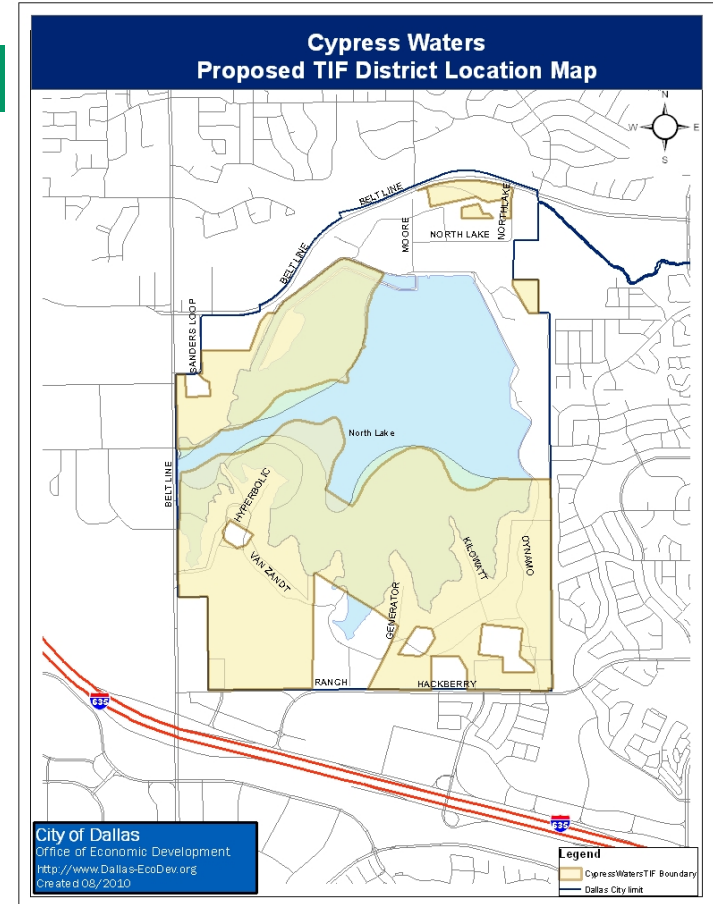 Cypress Waters
Proposed TIF District Location Map
N
W
E
S
BELT LINE
NORTHLAKE
MOORE
NORTH LAKE
BELT LINE
SANDERS LOOP
North Lake
BELT LINE
HYPERBOLIC
VAN ZANDT
KILOWATT
DYNAMO
GENERATOR
RANCH
HACKBERRY
635
635
City of Dallas
Office of Economic Development
http://www.Dallas-EcoDev.org
Created 08/2010
Legend
CypressWatersTIF Boundary
Dallas City limit